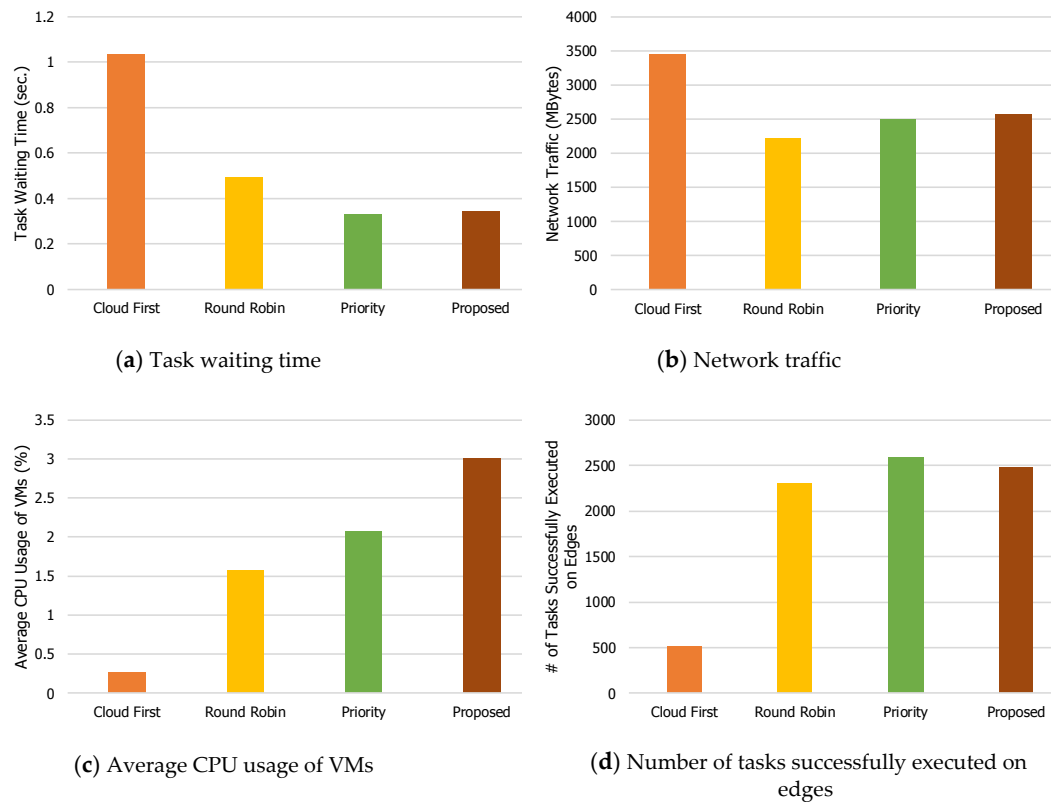 Task Waiting Time (sec.)
1.2
1
0.8
0.6
0.4
0.2
0
Cloud First Round Robin Priority Proposed
(a) Task waiting time
Network Traffic (MBytes)
4000
3500
3000
2500
2000
1500
1000
500
0
Cloud First Round Robin Priority Proposed
(b) Network traffic
Average CPU Usage of VMs (%)
3.5
3
2.5
2
1.5
1
0.5
0
Cloud First Round Robin Priority Proposed
(c) Average CPU usage of VMs
# of Tasks Successfully Executed
on Edges
3000
2500
2000
1500
1000
500
0
Cloud First Round Robin Priority Proposed
(d) Number of tasks successfully executed on
edges